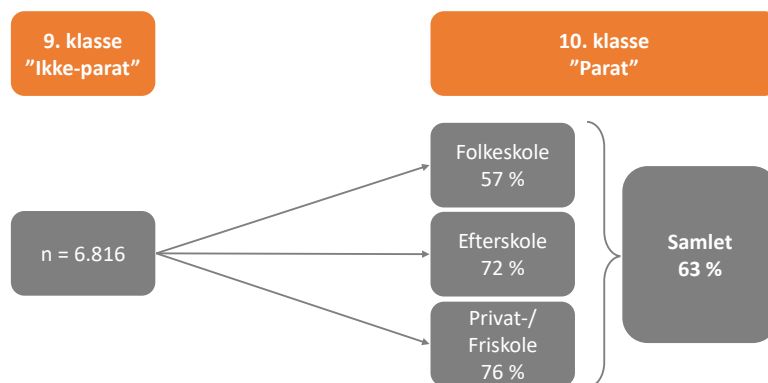 9. klasse
”Ikke-parat”
10. klasse
”Parat”
n = 6.816
Folkeskole
57 %
Efterskole
72 %
Privat-/
Friskole
76 %
Samlet
63 %